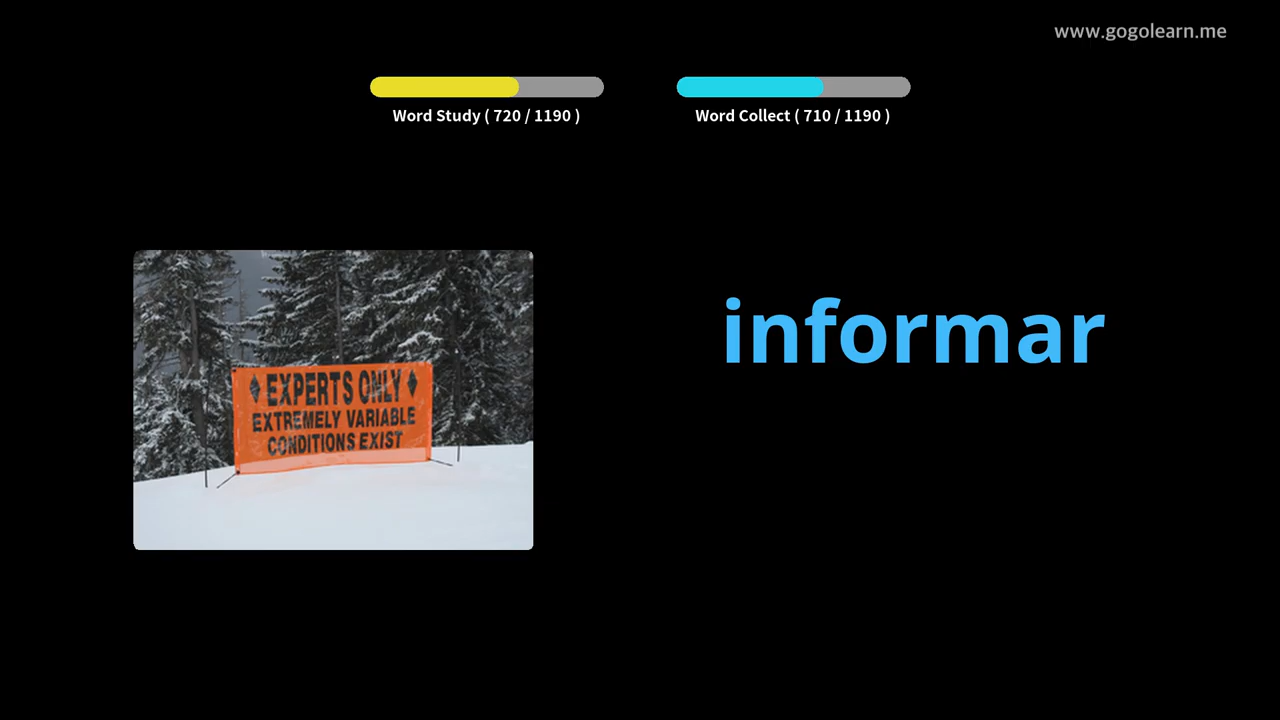 www.gogolearn.me
Word Study ( 720 / 1190 )
Word Collect ( 710 / 1190 )
informar
EXPERTS ONLY
EXTREMELY VARIABLE
CONDITIONS EXIST